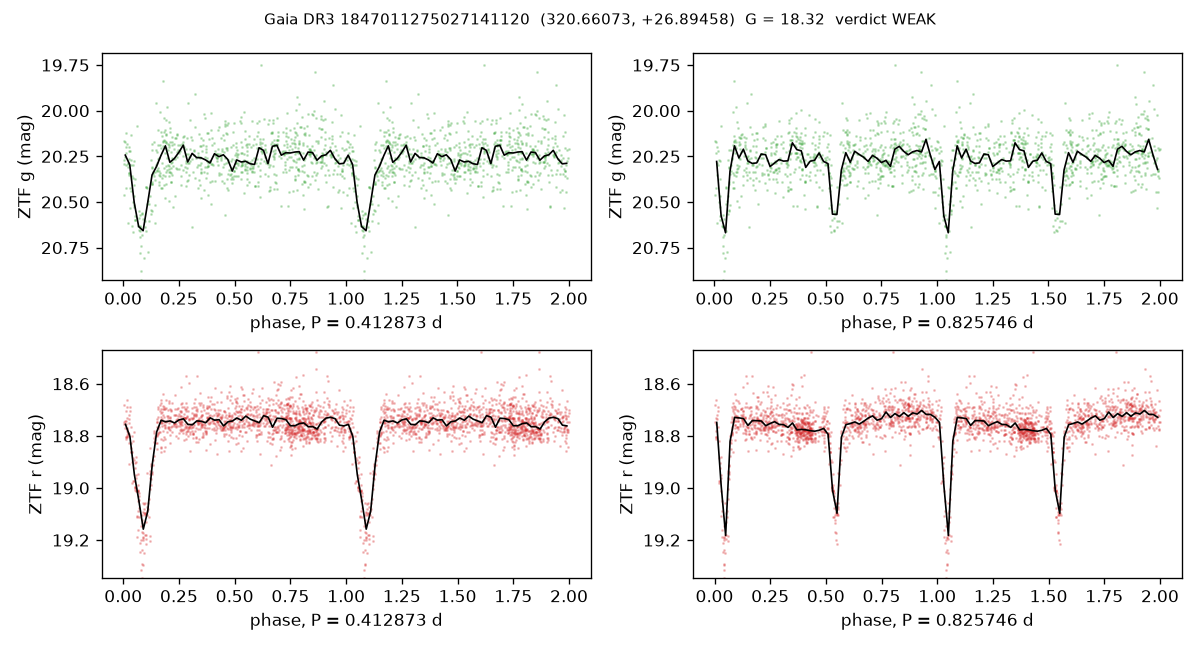 Gaia DR3 1847011275027141120 (320.66073, +26.89458) G = 18.32 verdict WEAK
ZTF g (mag)
19.75
20.00
20.25
20.50
20.75
0.00 0.25 0.50 0.75 1.00 1.25 1.50 1.75 2.00
phase, P = 0.412873 d
ZTF g (mag)
19.75
20.00
20.25
20.50
20.75
0.00 0.25 0.50 0.75 1.00 1.25 1.50 1.75 2.00
phase, P = 0.825746 d
ZTF r (mag)
18.6
18.8
19.0
19.2
0.00 0.25 0.50 0.75 1.00 1.25 1.50 1.75 2.00
phase, P = 0.412873 d
ZTF r (mag)
18.6
18.8
19.0
19.2
0.00 0.25 0.50 0.75 1.00 1.25 1.50 1.75 2.00
phase, P = 0.825746 d